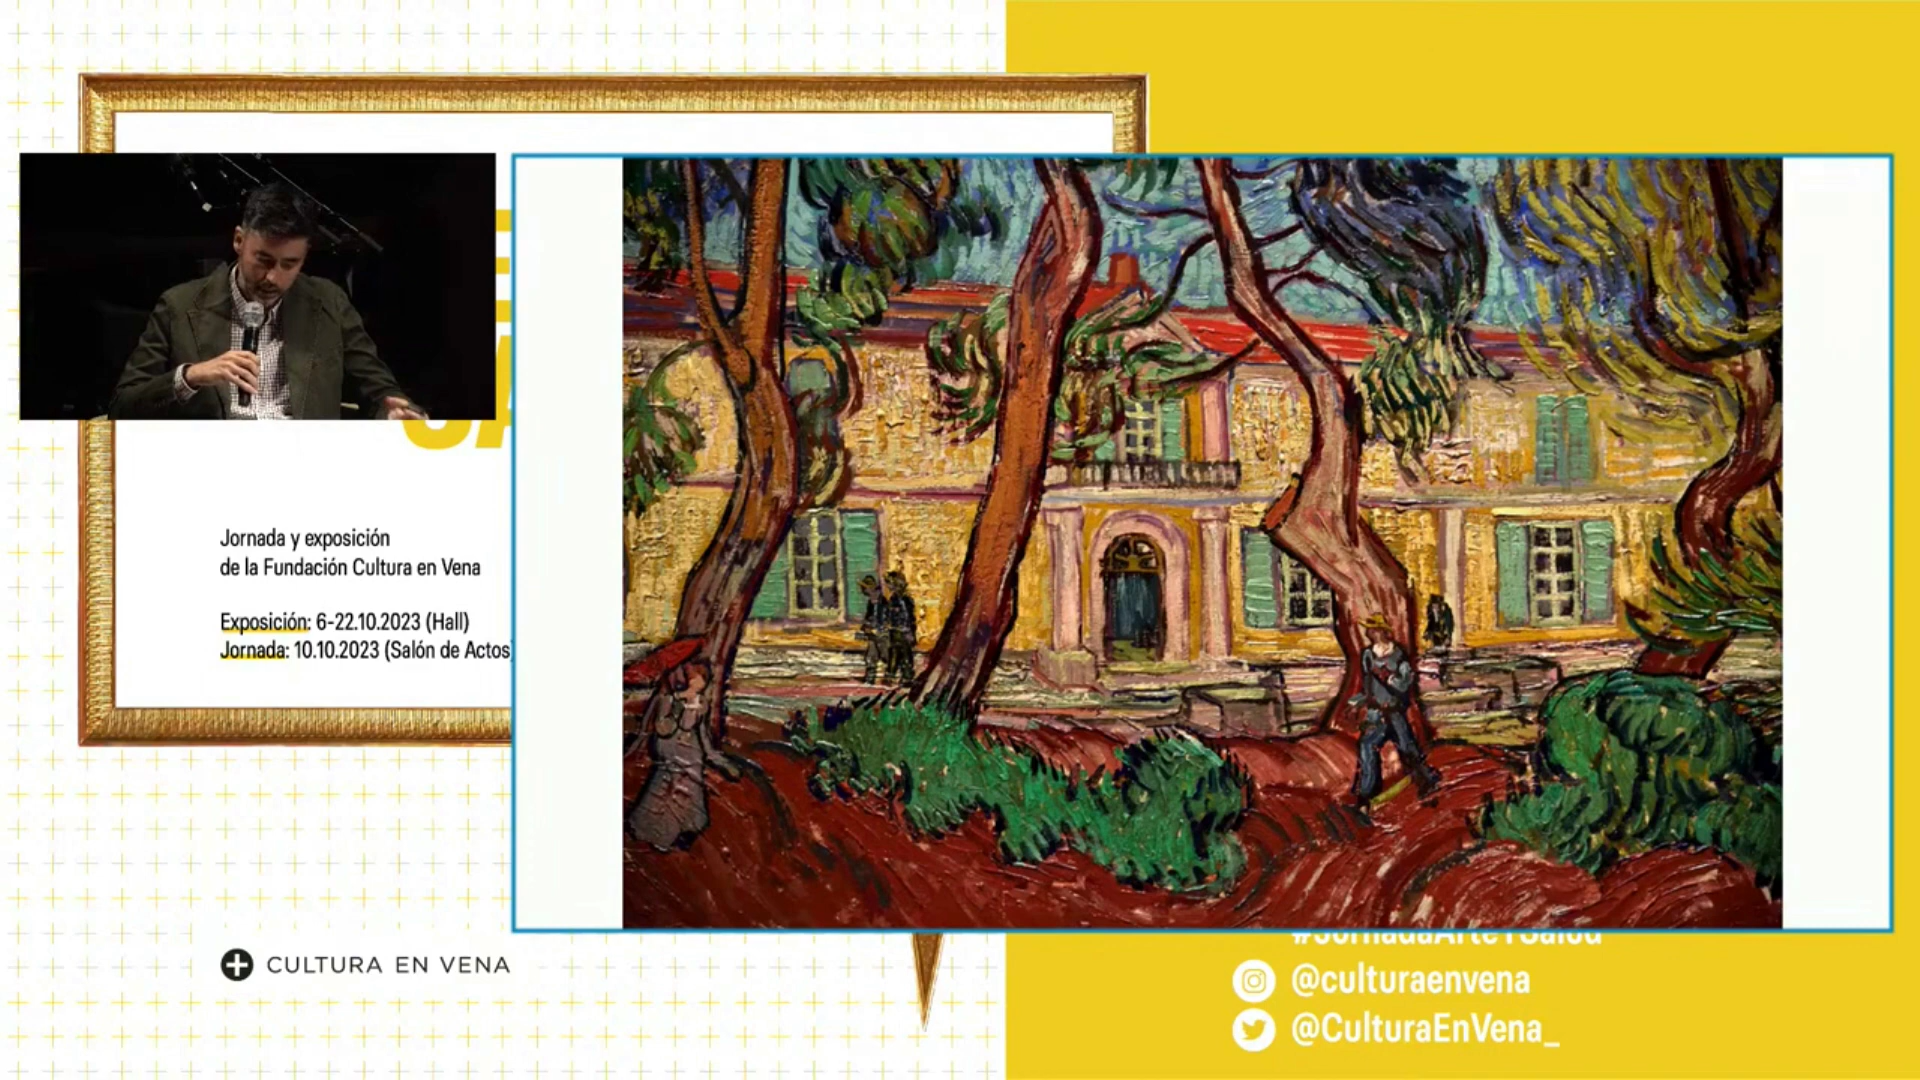 Jornada y exposición
de la Fundación Cultura en Vena
Exposición: 6-22.10.2023 (Hall)
Jornada: 10.10.2023 (Salón de Actos)
CULTURA EN VENA
#JornadaArteYSalud
@culturaenvena
@CulturaEnVena_